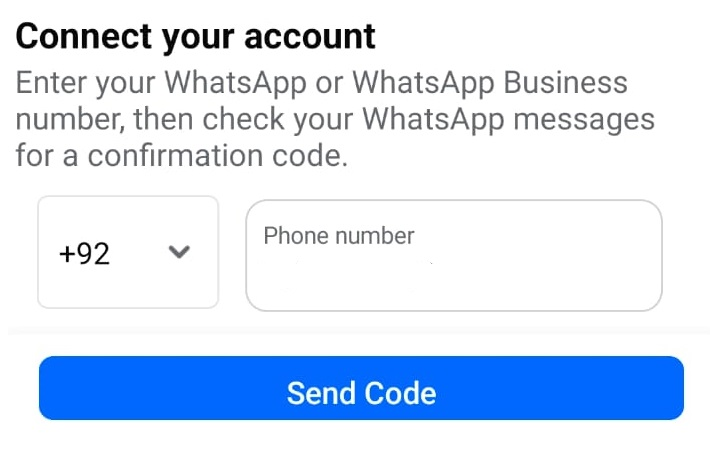 Connect your account
Enter your WhatsApp or WhatsApp Business
number, then check your WhatsApp messages
for a confirmation code.
+92
Phone number
Send Code